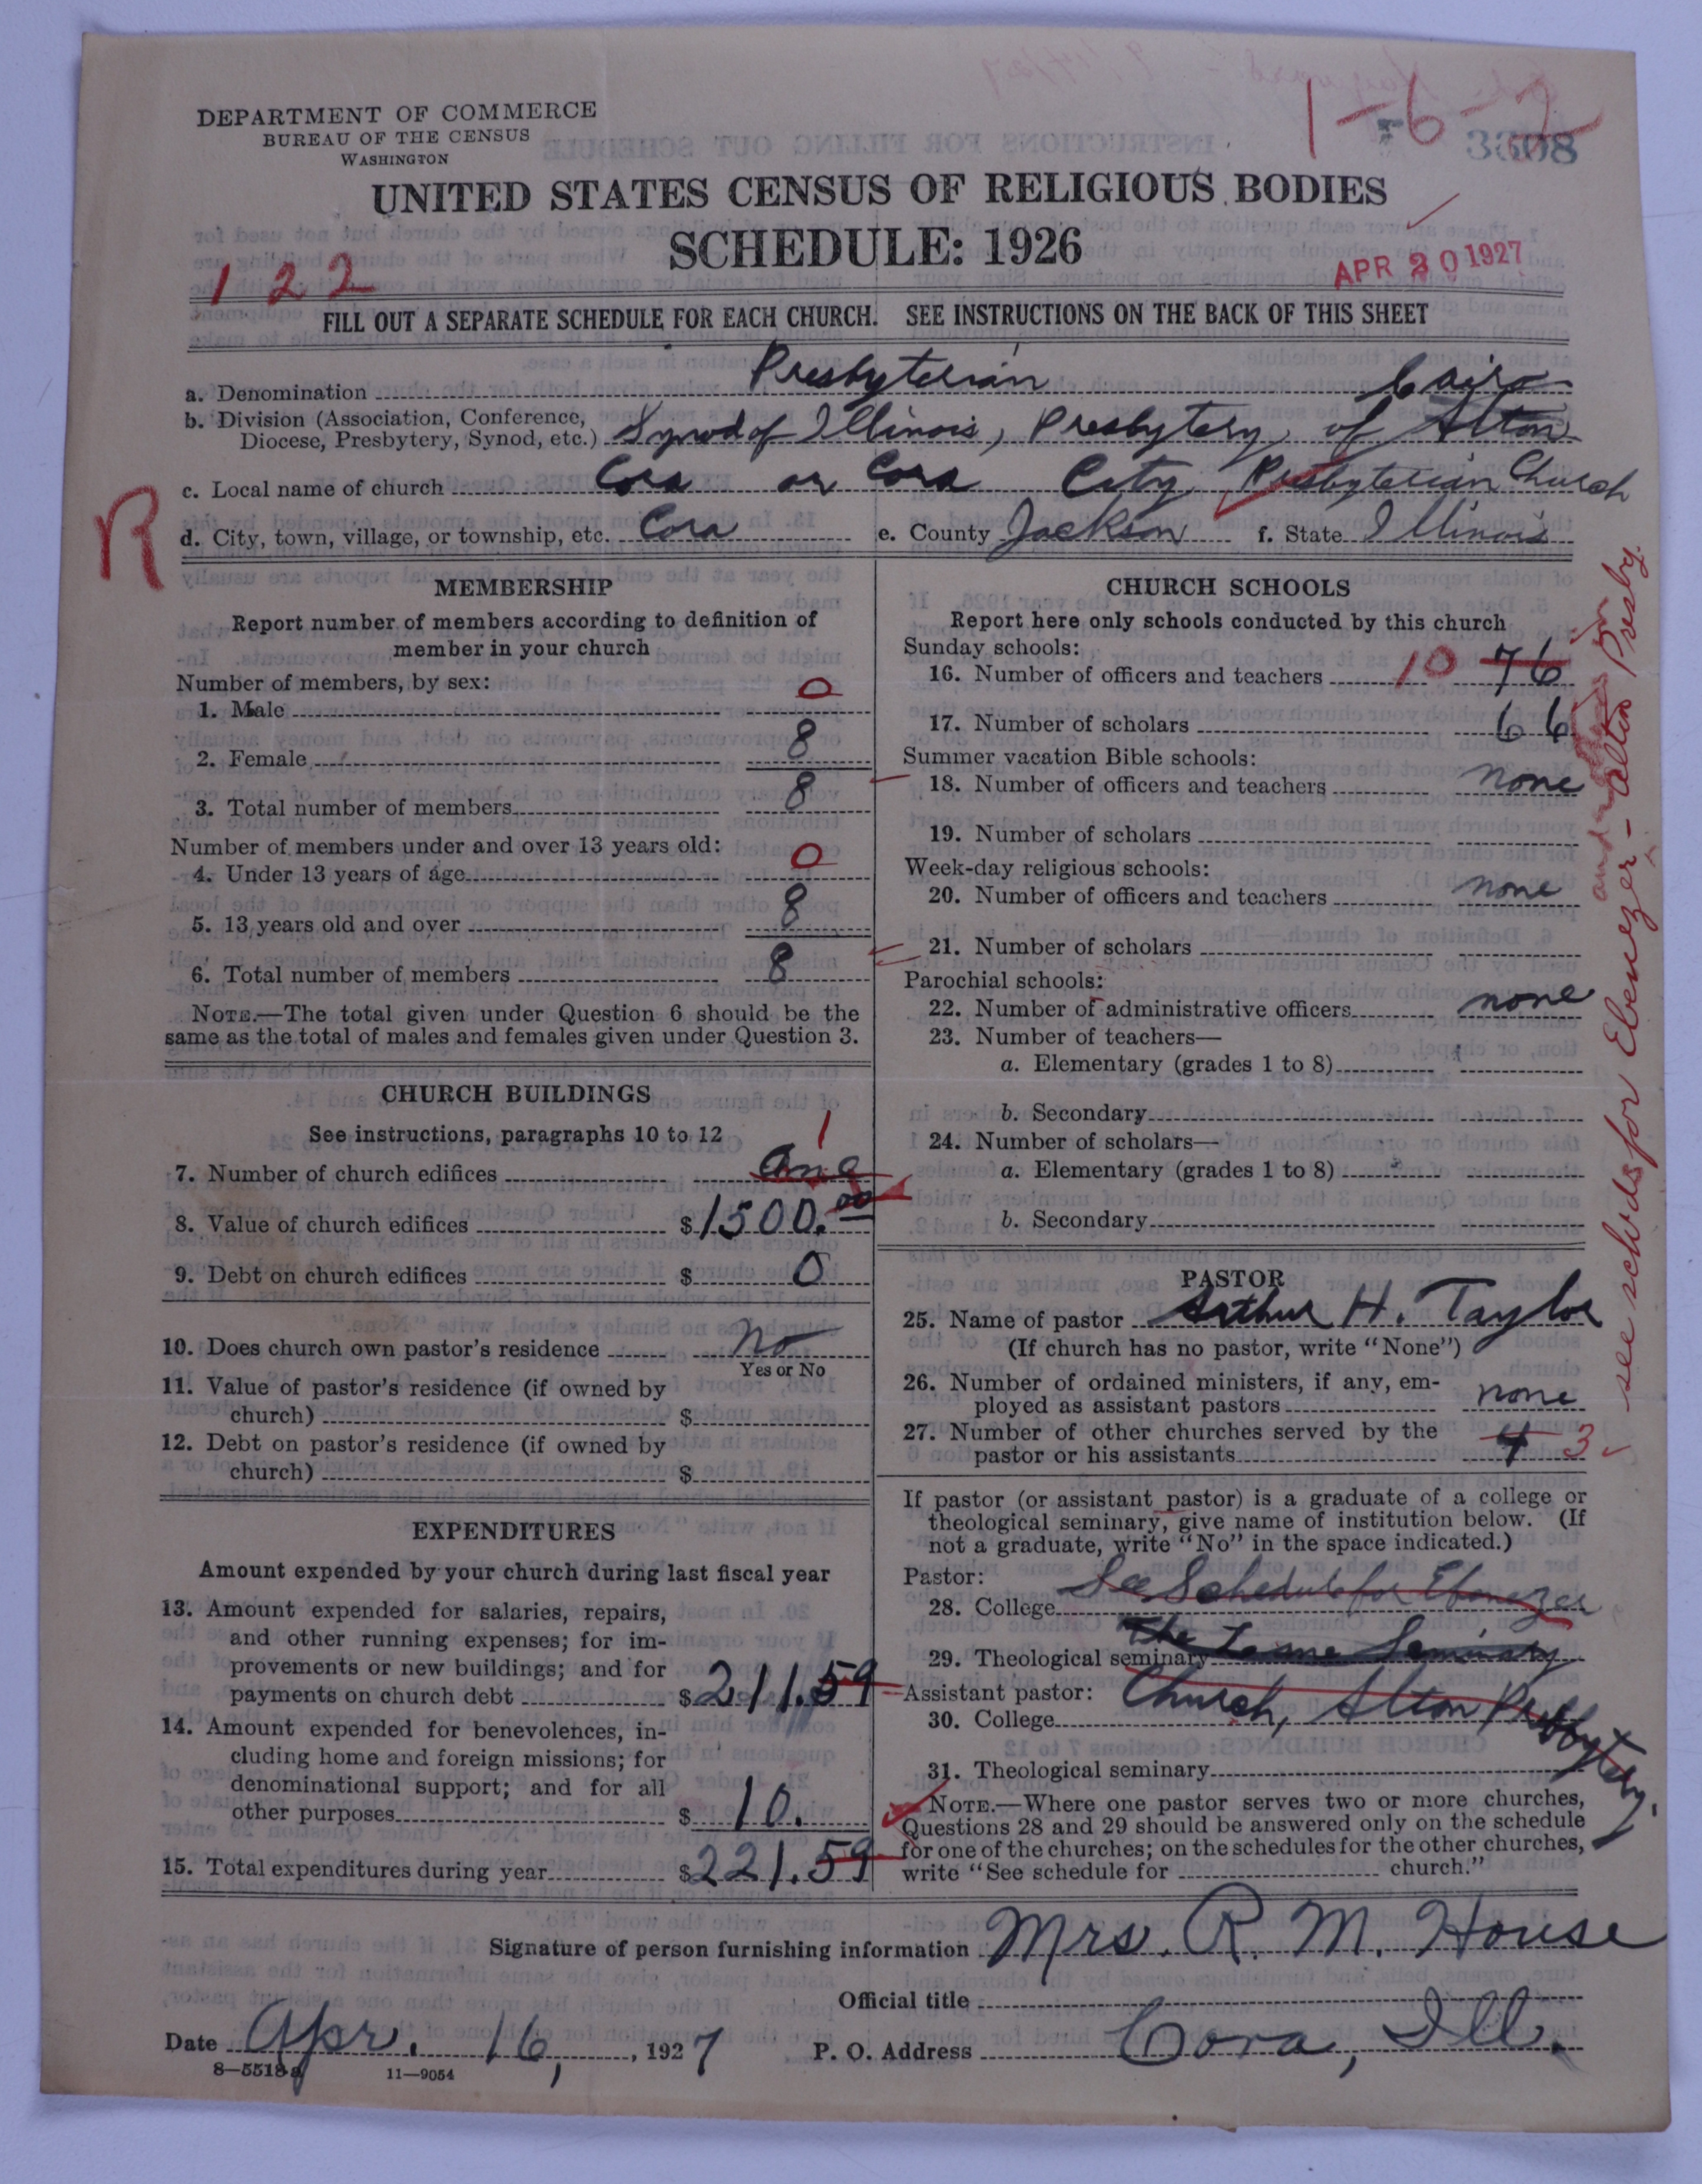 1-6-
3608
DEPARTMENT OF COMMERCE
BUREAU OF THE CENSUS
WASHINGTON
UNITED STATES CENSUS OF RELIGIOUS BODIES
SCHEDULE: 1926
APR 20 1927
122
FILL OUT A SEPARATE SCHEDULE FOR EACH CHURCH. SEE INSTRUCTIONS ON THE BACK OF THIS SHEET
a. Denomination Presbyterian
Cairo
b. Division (Association, Conference,
Diocese, Presbytery, Synod, etc.) Synod of Illinois, Presbytery of Alton
c. Local name of church Cora or Cora City Presbyterian Church
R
d. City, town, village, or township, etc. Cora e. County Jackson f. State Illinois
MEMBERSHIP
Report number of members according to definition of
member in your church
Number of members, by sex:
1. Male 0
2. Female 8
3. Total number of members 8
Number of members under and over 13 years old:
4. Under 13 years of age 0
5. 13 years old and over 8
6. Total number of members 8
NOTE.—The total given under Question 6 should be the
same as the total of males and females given under Question 3.
CHURCH BUILDINGS
See instructions, paragraphs 10 to 12
1
7. Number of church edifices One
8. Value of church edifices $1500.00
9. Debt on church edifices $ 0
10. Does church own pastor's residence No
Yes or No
11. Value of pastor's residence (if owned by
church) $
12. Debt on pastor's residence (if owned by
church) $
EXPENDITURES
Amount expended by your church during last fiscal year
13. Amount expended for salaries, repairs,
and other running expenses; for im-
provements or new buildings; and for
payments on church debt $211.59
14. Amount expended for benevolences, in-
cluding home and foreign missions; for
denominational support; and for all
other purposes $ 10.
15. Total expenditures during year $221.59
CHURCH SCHOOLS
Report here only schools conducted by this church
Sunday schools:
16. Number of officers and teachers 10 76
17. Number of scholars 66
Summer vacation Bible schools:
18. Number of officers and teachers none
19. Number of scholars
Week-day religious schools:
20. Number of officers and teachers none
21. Number of scholars
Parochial schools:
22. Number of administrative officers none
23. Number of teachers—
a. Elementary (grades 1 to 8)
b. Secondary
24. Number of scholars—
a. Elementary (grades 1 to 8)
b. Secondary
PASTOR
25. Name of pastor Arthur H. Taylor
(If church has no pastor, write "None")
26. Number of ordained ministers, if any, em-
ployed as assistant pastors none
27. Number of other churches served by the
pastor or his assistants 4 3
If pastor (or assistant pastor) is a graduate of a college or
theological seminary, give name of institution below. (If
not a graduate, write "No" in the space indicated.)
Pastor:
28. College See Schedule for Ebenezer
29. Theological seminary The Lane Seminary
Assistant pastor:
30. College Church, Alton Presbytery.
31. Theological seminary
NOTE.—Where one pastor serves two or more churches,
Questions 28 and 29 should be answered only on the schedule
for one of the churches; on the schedules for the other churches,
write "See schedule for church."
see scheds for Ebenezer - Alton Presby.
Signature of person furnishing information Mrs. R. M. House
Official title
Date Apr. 16, 1927 P. O. Address Cora, Ill.
8—5518a 11—9054